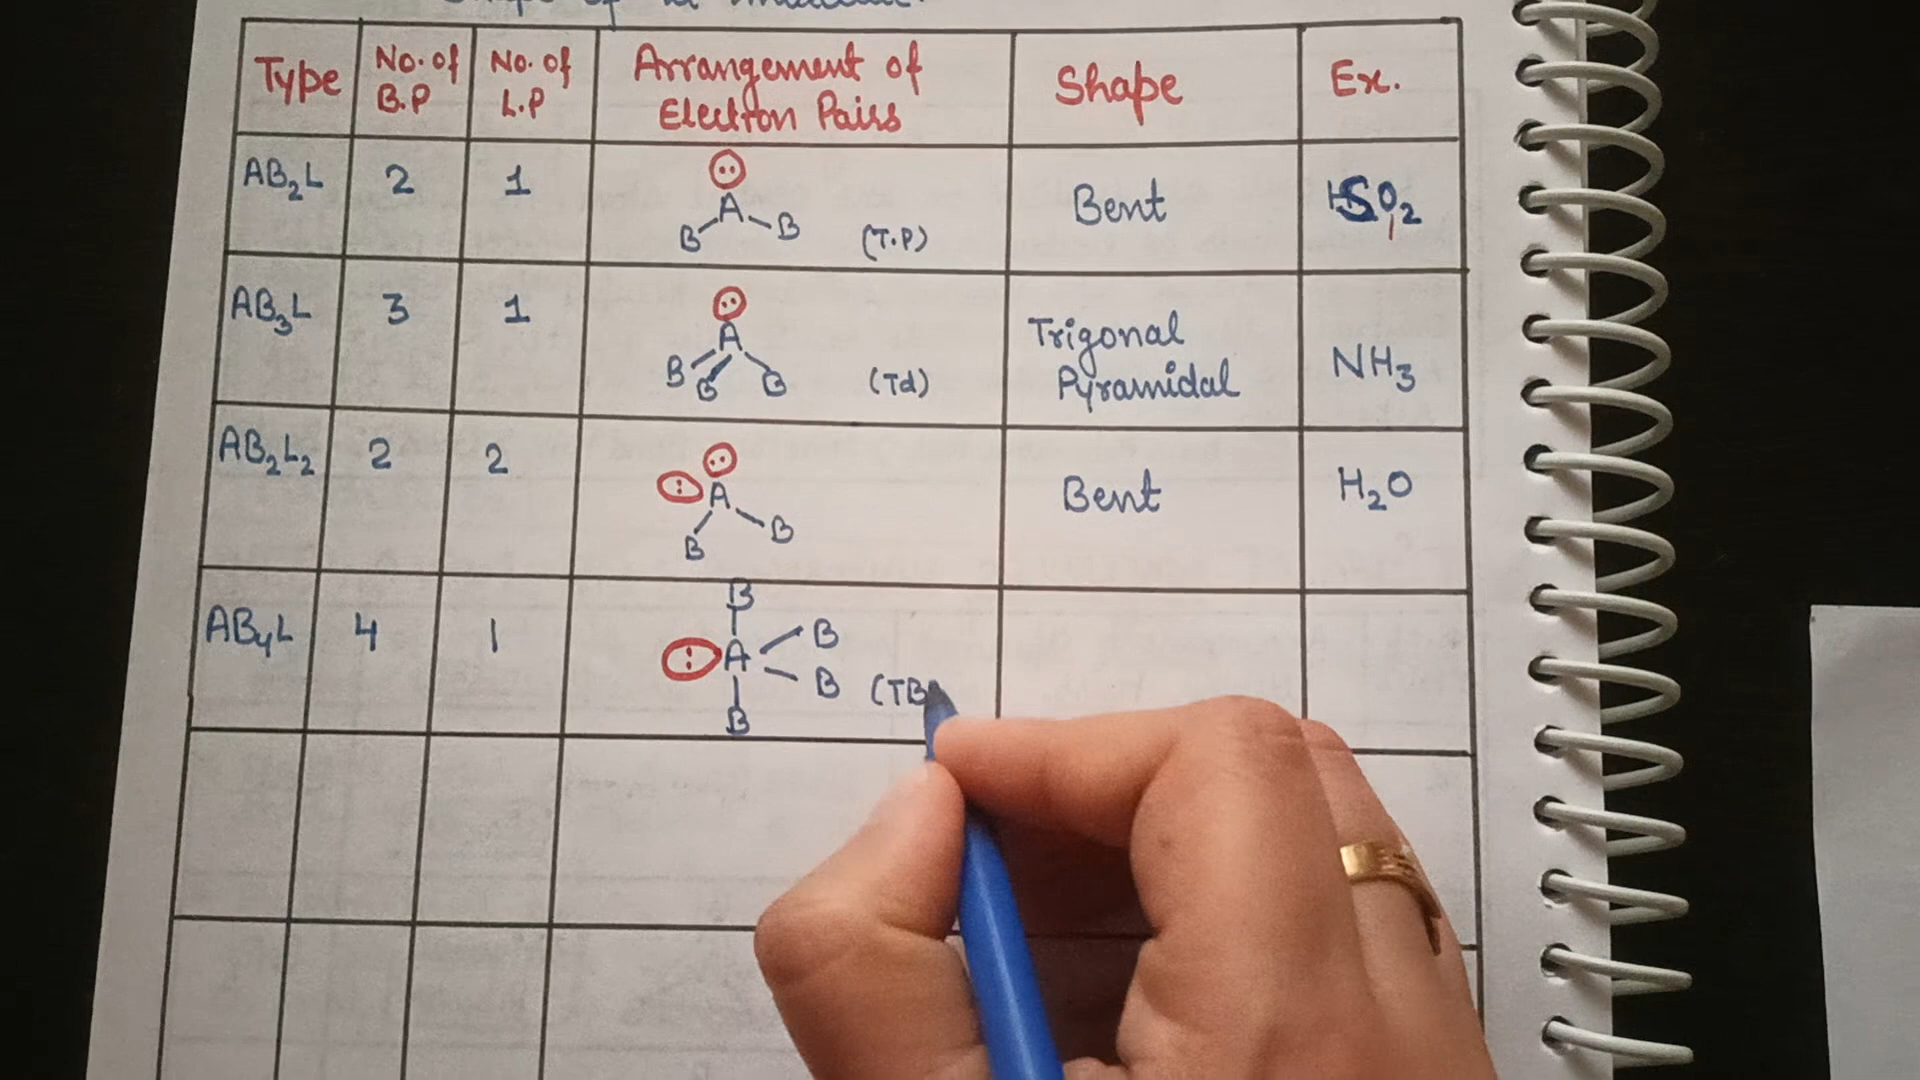 Type
No. of
B.P
No. of
L.P
Arrangement of
Electron Pairs
Shape
Ex.
AB₂L
2
1
A
B
B
(T.P)
Bent
SO₂
AB₃L
3
1
A
B
B
B
(Td)
Trigonal
Pyramidal
NH₃
AB₂L₂
2
2
A
B
B
Bent
H₂O
AB₄L
4
1
B
A
B
B
B
(TB